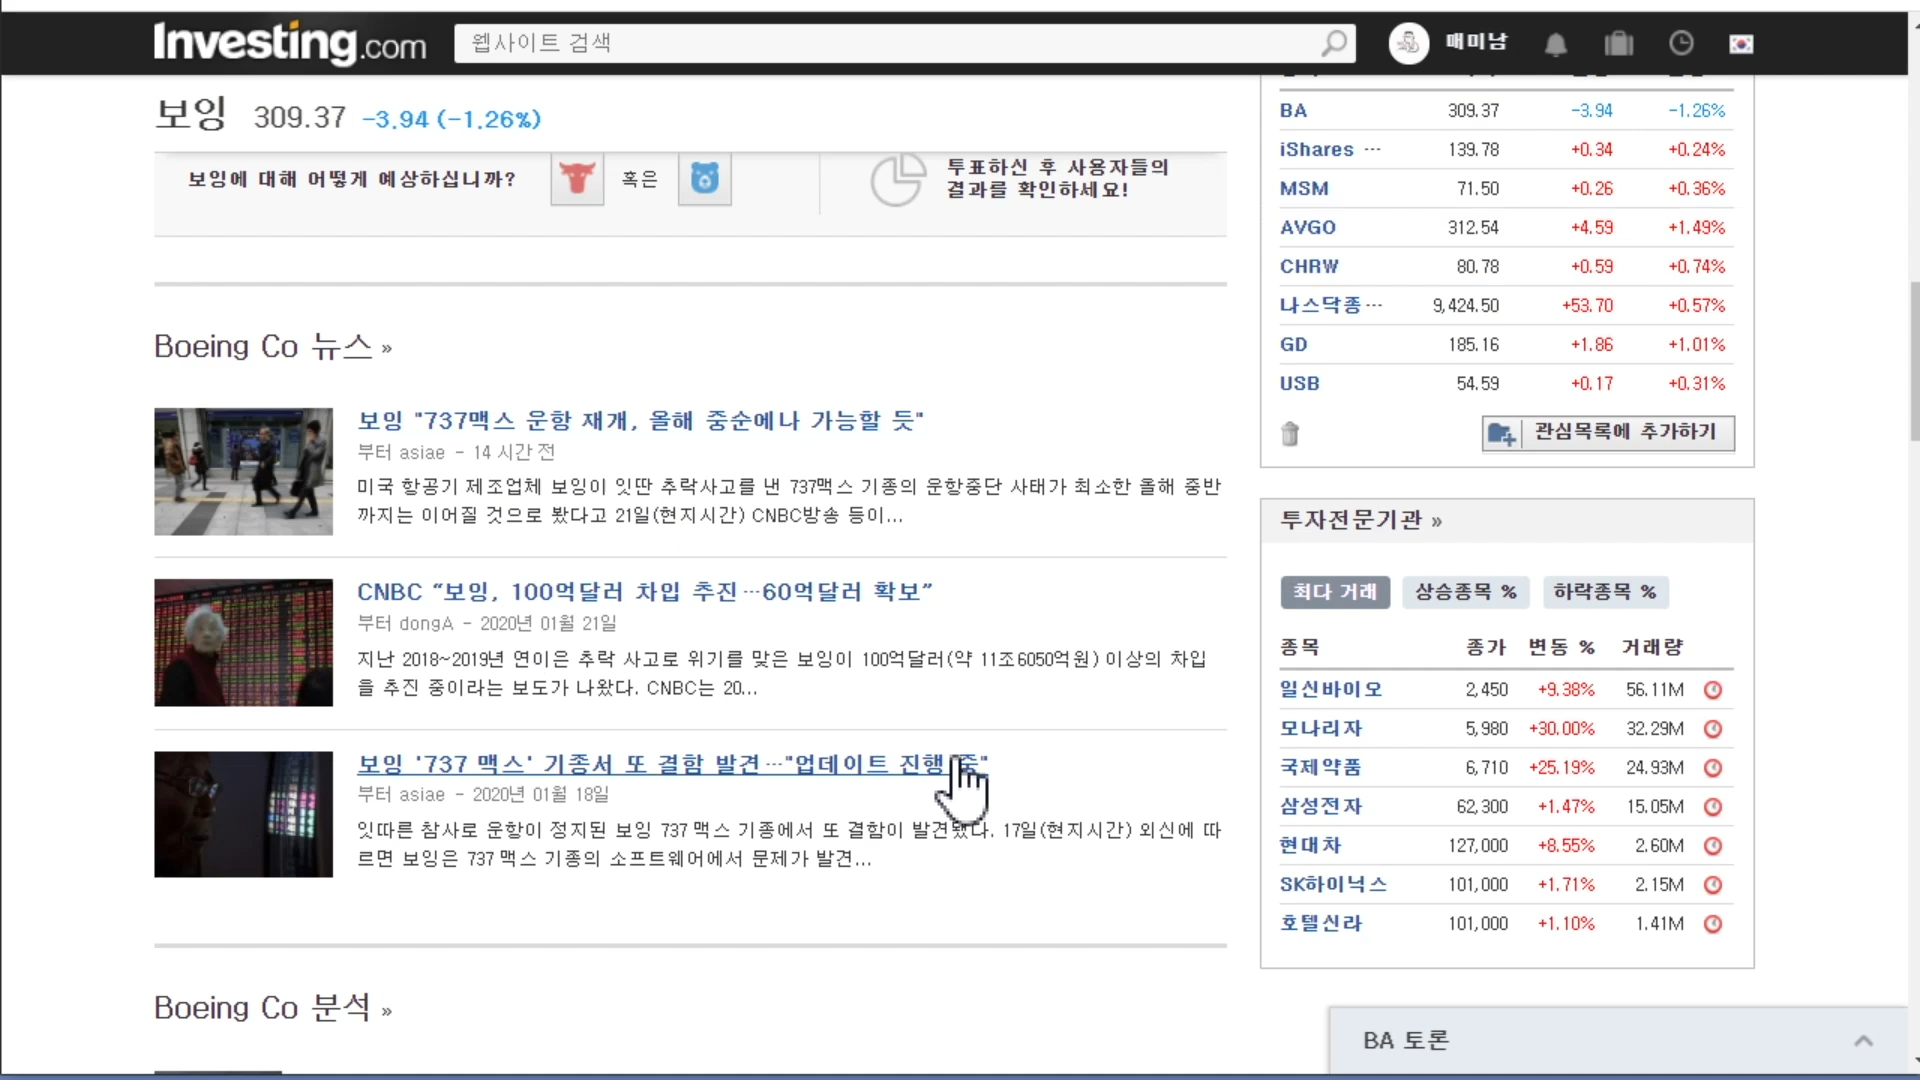 Investing.com
웹사이트 검색
매미남
보잉 309.37 -3.94 (-1.26%)
보잉에 대해 어떻게 예상하십니까? 혹은
투표하신 후 사용자들의
결과를 확인하세요!
Boeing Co 뉴스 »
보잉 "737맥스 운항 재개, 올해 중순에나 가능할 듯"
부터 asiae - 14 시간 전
미국 항공기 제조업체 보잉이 잇딴 추락사고를 낸 737맥스 기종의 운항중단 사태가 최소한 올해 중반
까지는 이어질 것으로 봤다고 21일(현지시간) CNBC방송 등이...
CNBC “보잉, 100억달러 차입 추진…60억달러 확보”
부터 dongA - 2020년 01월 21일
지난 2018~2019년 연이은 추락 사고로 위기를 맞은 보잉이 100억달러(약 11조6050억원) 이상의 차입
을 추진 중이라는 보도가 나왔다. CNBC는 20...
보잉 '737 맥스' 기종서 또 결함 발견…"업데이트 진행 중"
부터 asiae - 2020년 01월 18일
잇따른 참사로 운항이 정지된 보잉 737 맥스 기종에서 또 결함이 발견됐다. 17일(현지시간) 외신에 따
르면 보잉은 737 맥스 기종의 소프트웨어에서 문제가 발견...
Boeing Co 분석 »
BA 309.37 -3.94 -1.26%
iShares … 139.78 +0.34 +0.24%
MSM 71.50 +0.26 +0.36%
AVGO 312.54 +4.59 +1.49%
CHRW 80.78 +0.59 +0.74%
나스닥종… 9,424.50 +53.70 +0.57%
GD 185.16 +1.86 +1.01%
USB 54.59 +0.17 +0.31%
관심목록에 추가하기
투자전문기관 »
최다 거래 상승종목 % 하락종목 %
종목 종가 변동 % 거래량
일신바이오 2,450 +9.38% 56.11M
모나리자 5,980 +30.00% 32.29M
국제약품 6,710 +25.19% 24.93M
삼성전자 62,300 +1.47% 15.05M
현대차 127,000 +8.55% 2.60M
SK하이닉스 101,000 +1.71% 2.15M
호텔신라 101,000 +1.10% 1.41M
BA 토론